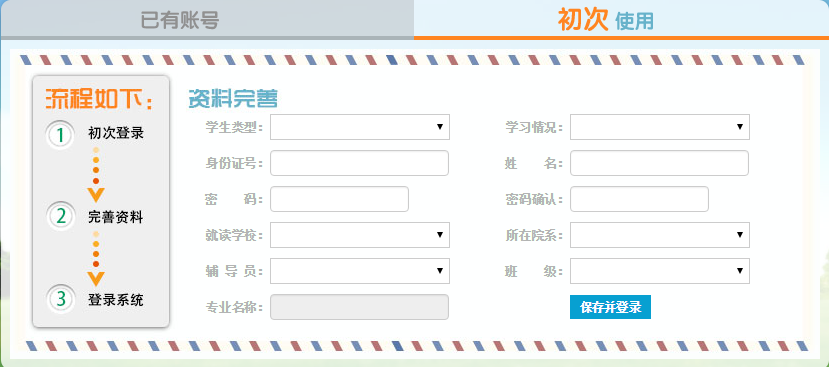 已有账号
初次 使用
流程如下：
1 初次登录
2 完善资料
3 登录系统
资料完善
学生类型： 学习情况：
身份证号： 姓 名：
密 码： 密码确认：
就读学校： 所在院系：
辅 导 员： 班 级：
专业名称： 保存并登录